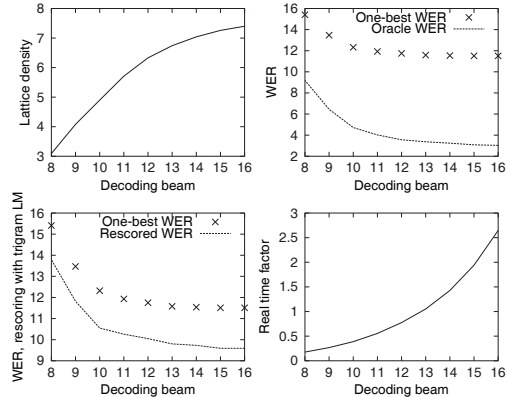 8
7
6
5
4
3
Lattice density
8 9 10 11 12 13 14 15 16
Decoding beam
16
14
12
10
8
6
4
2
WER
One-best WER
Oracle WER
8 9 10 11 12 13 14 15 16
Decoding beam
16
15
14
13
12
11
10
9
WER, rescoring with trigram LM
One-best WER
Rescored WER
8 9 10 11 12 13 14 15 16
Decoding beam
3
2.5
2
1.5
1
0.5
0
Real time factor
8 9 10 11 12 13 14 15 16
Decoding beam